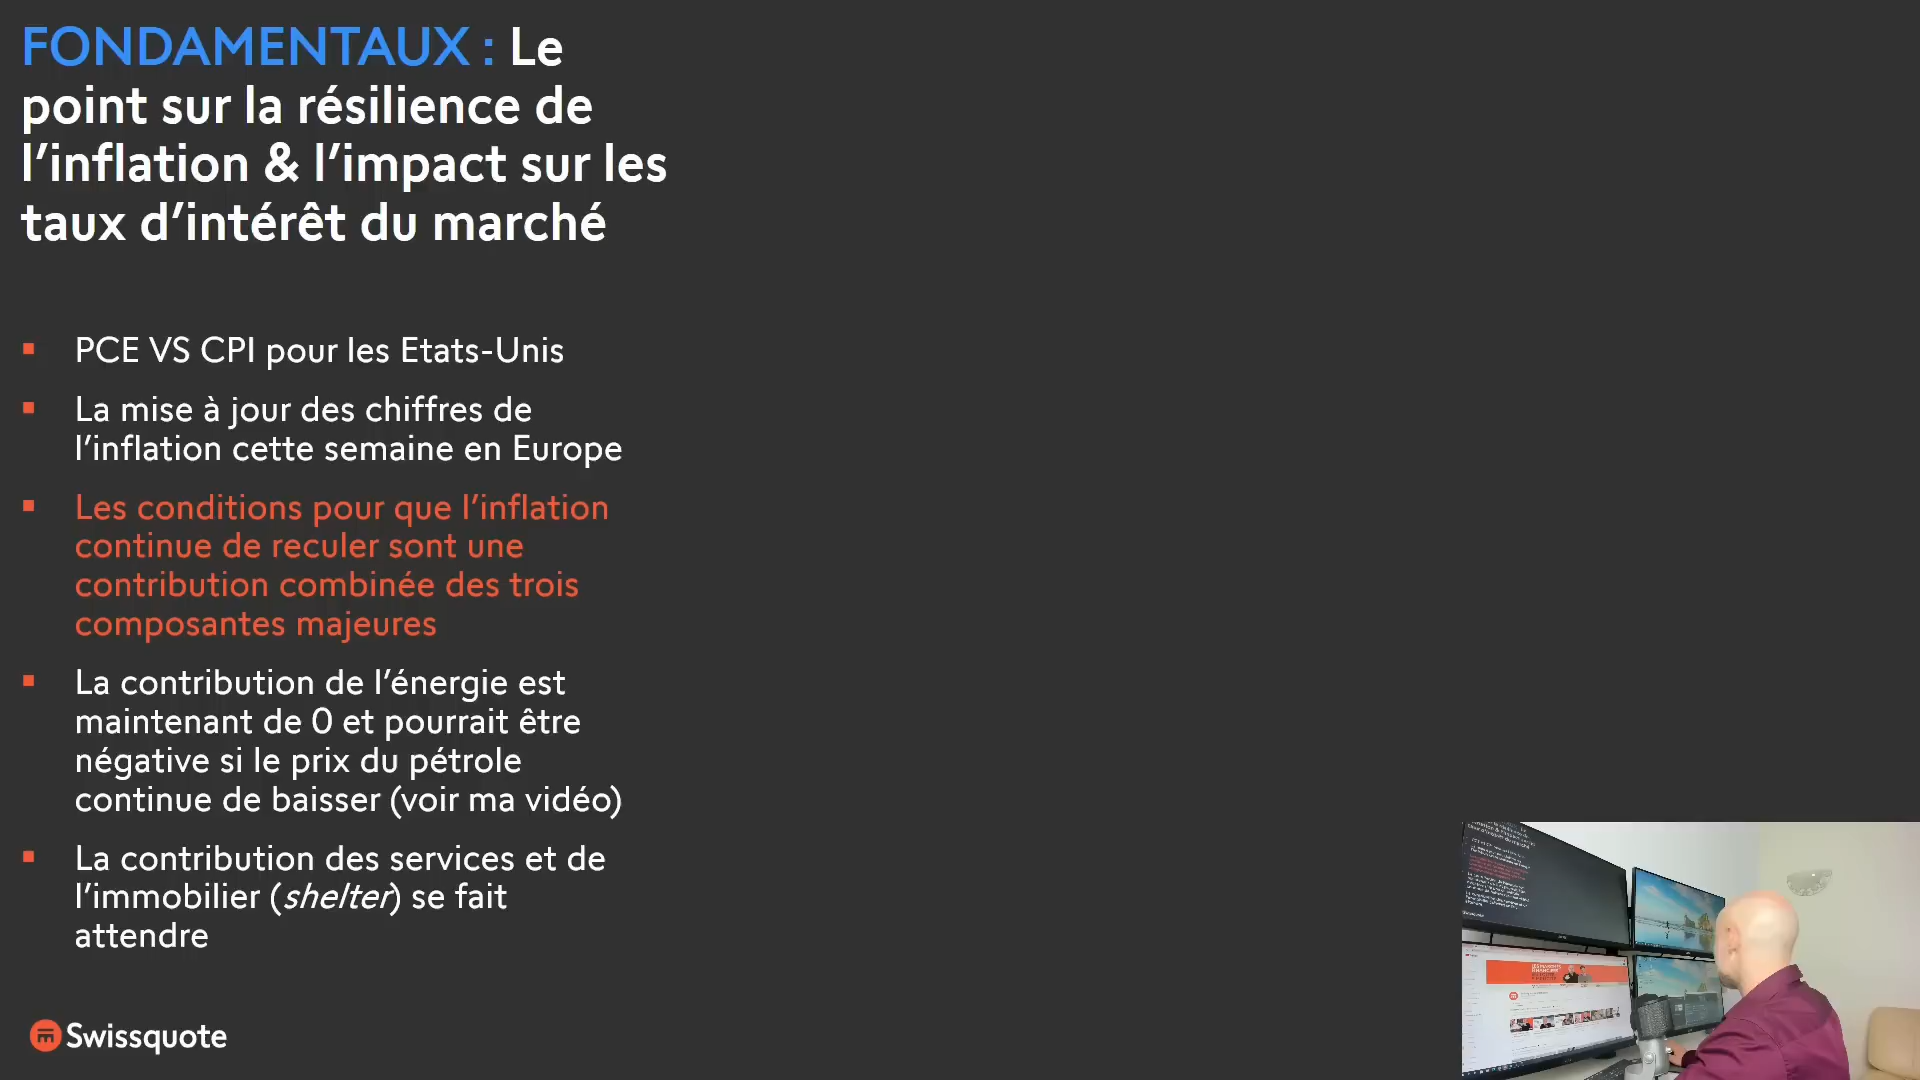 FONDAMENTAUX : Le
point sur la résilience de
l’inflation & l’impact sur les
taux d’intérêt du marché
PCE VS CPI pour les Etats-Unis
La mise à jour des chiffres de
l’inflation cette semaine en Europe
Les conditions pour que l’inflation
continue de reculer sont une
contribution combinée des trois
composantes majeures
La contribution de l’énergie est
maintenant de 0 et pourrait être
négative si le prix du pétrole
continue de baisser (voir ma vidéo)
La contribution des services et de
l’immobilier (shelter) se fait
attendre
Swissquote